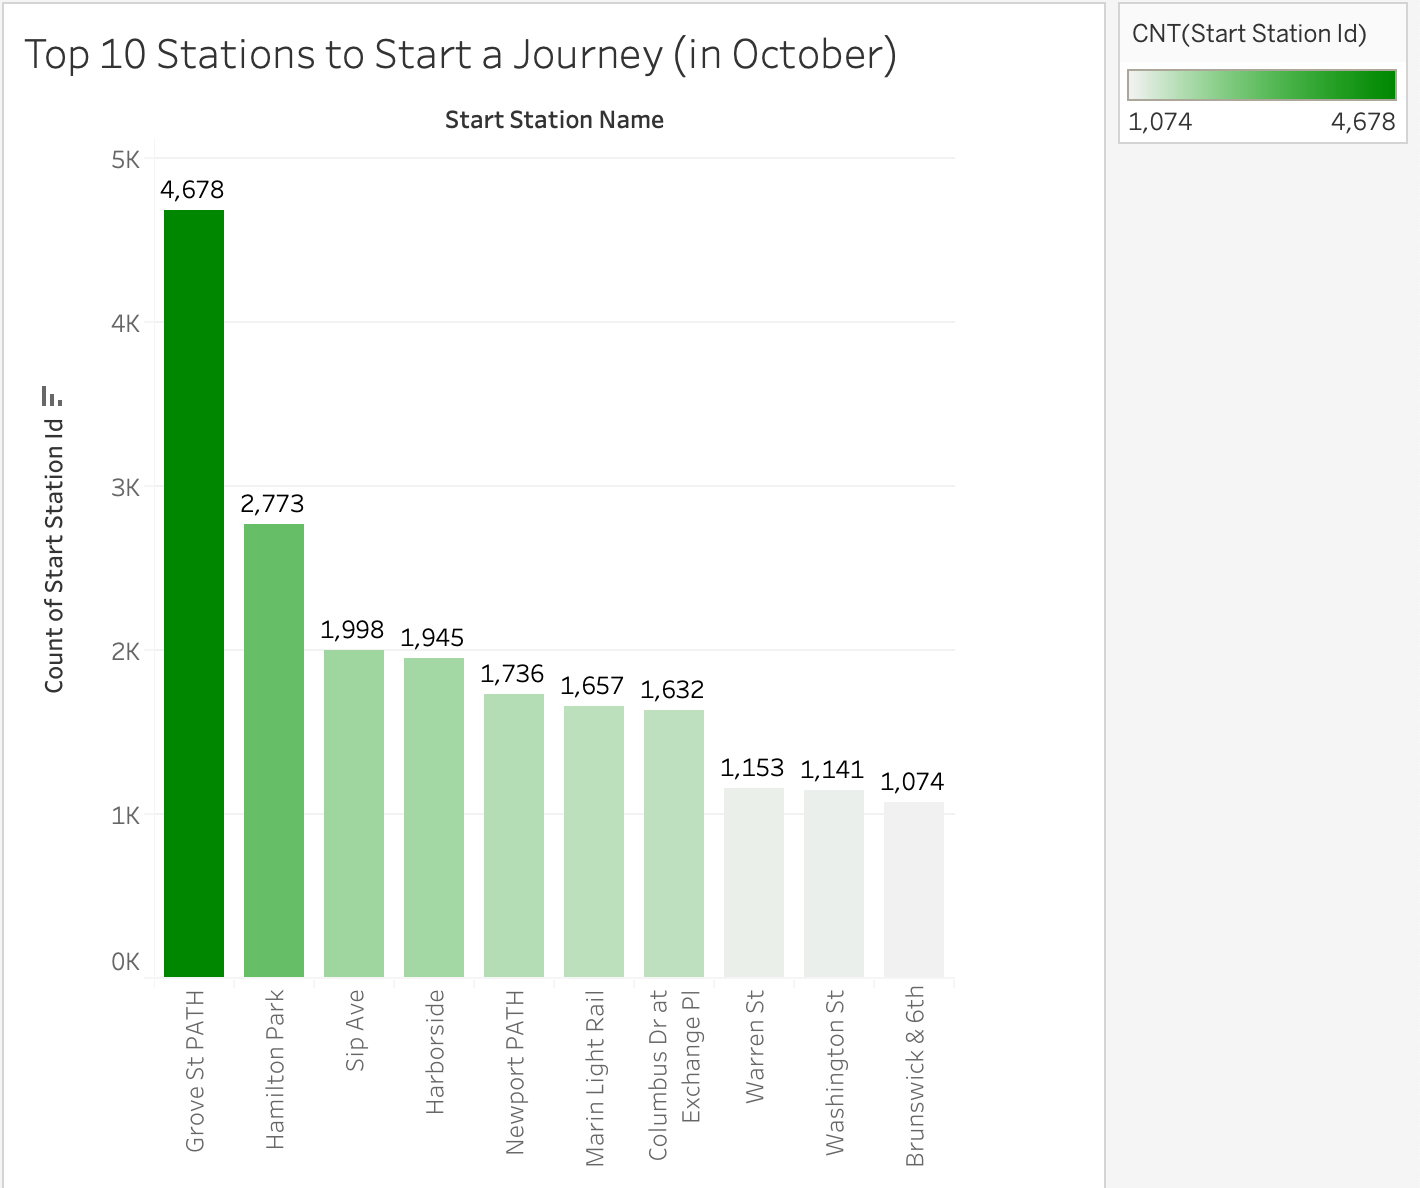 Top 10 Stations to Start a Journey (in October)
CNT(Start Station Id)
1,074 4,678
Start Station Name
Count of Start Station Id
5K
4K
3K
2K
1K
0K
4,678
2,773
1,998
1,945
1,736
1,657
1,632
1,153
1,141
1,074
Grove St PATH
Hamilton Park
Sip Ave
Harborside
Newport PATH
Marin Light Rail
Columbus Dr at
Exchange Pl
Warren St
Washington St
Brunswick & 6th